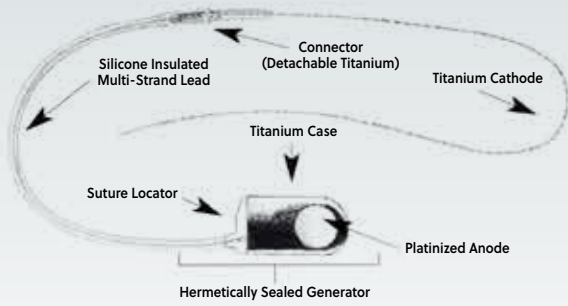 Connector
(Detachable Titanium)
Silicone Insulated
Multi-Strand Lead
Titanium Cathode
Titanium Case
Suture Locator
Platinized Anode
Hermetically Sealed Generator